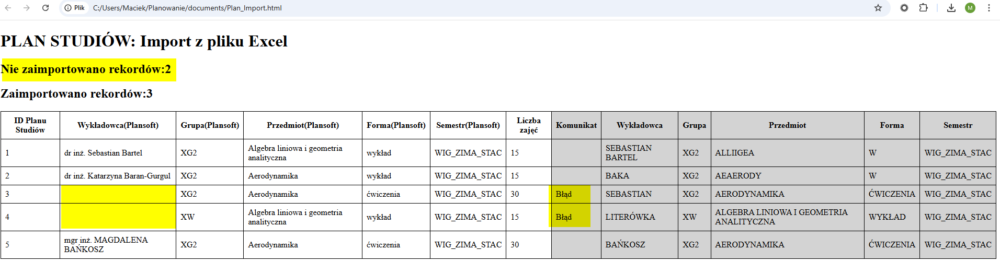 Plik C:/Users/Maciek/Planowanie/documents/Plan_Import.html M
PLAN STUDIÓW: Import z pliku Excel
Nie zaimportowano rekordów:2
Zaimportowano rekordów:3
ID Planu Studiów Wykładowca(Plansoft) Grupa(Plansoft) Przedmiot(Plansoft) Forma(Plansoft) Semestr(Plansoft) Liczba zajęć Komunikat Wykładowca Grupa Przedmiot Forma Semestr
1 dr inż. Sebastian Bartel XG2 Algebra liniowa i geometria analityczna wykład WIG_ZIMA_STAC 15 SEBASTIAN BARTEL XG2 ALLIIGEA W WIG_ZIMA_STAC
2 dr inż. Katarzyna Baran-Gurgul XG2 Aerodynamika wykład WIG_ZIMA_STAC 15 BAKA XG2 AEAERODY W WIG_ZIMA_STAC
3 XG2 Aerodynamika ćwiczenia WIG_ZIMA_STAC 30 Błąd SEBASTIAN XG2 AERODYNAMIKA ĆWICZENIA WIG_ZIMA_STAC
4 XW Algebra liniowa i geometria analityczna wykład WIG_ZIMA_STAC 15 Błąd LITERÓWKA XW ALGEBRA LINIOWA I GEOMETRIA ANALITYCZNA WYKŁAD WIG_ZIMA_STAC
5 mgr inż. MAGDALENA BAŃKOSZ XG2 Aerodynamika ćwiczenia WIG_ZIMA_STAC 30 BAŃKOSZ XG2 AERODYNAMIKA ĆWICZENIA WIG_ZIMA_STAC